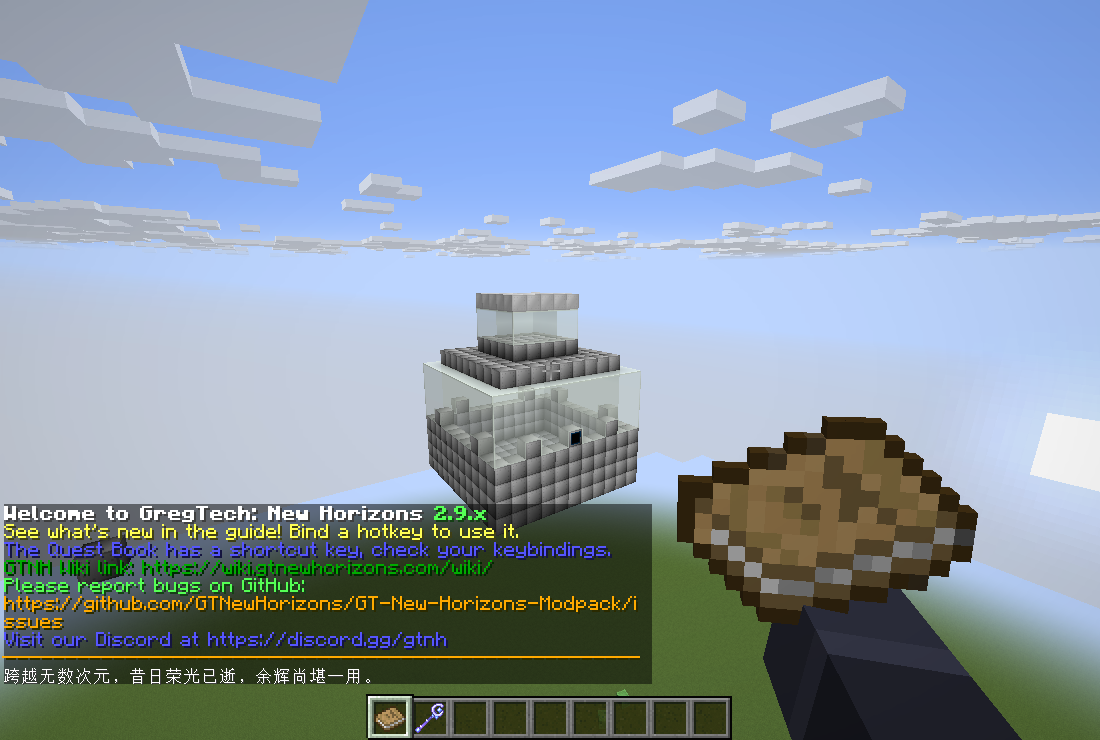 Welcome to GregTech: New Horizons 2.9.x
See what's new in the guide! Bind a hotkey to use it.
The Quest Book has a shortcut key, check your keybindings.
GTNH Wiki link: https://wiki.gtnewhorizons.com/wiki/
Please report bugs on GitHub:
https://github.com/GTNewHorizons/GT-New-Horizons-Modpack/i
ssues
Visit our Discord at https://discord.gg/gtnh
跨越无数次元，昔日荣光已逝，余辉尚堪一用。